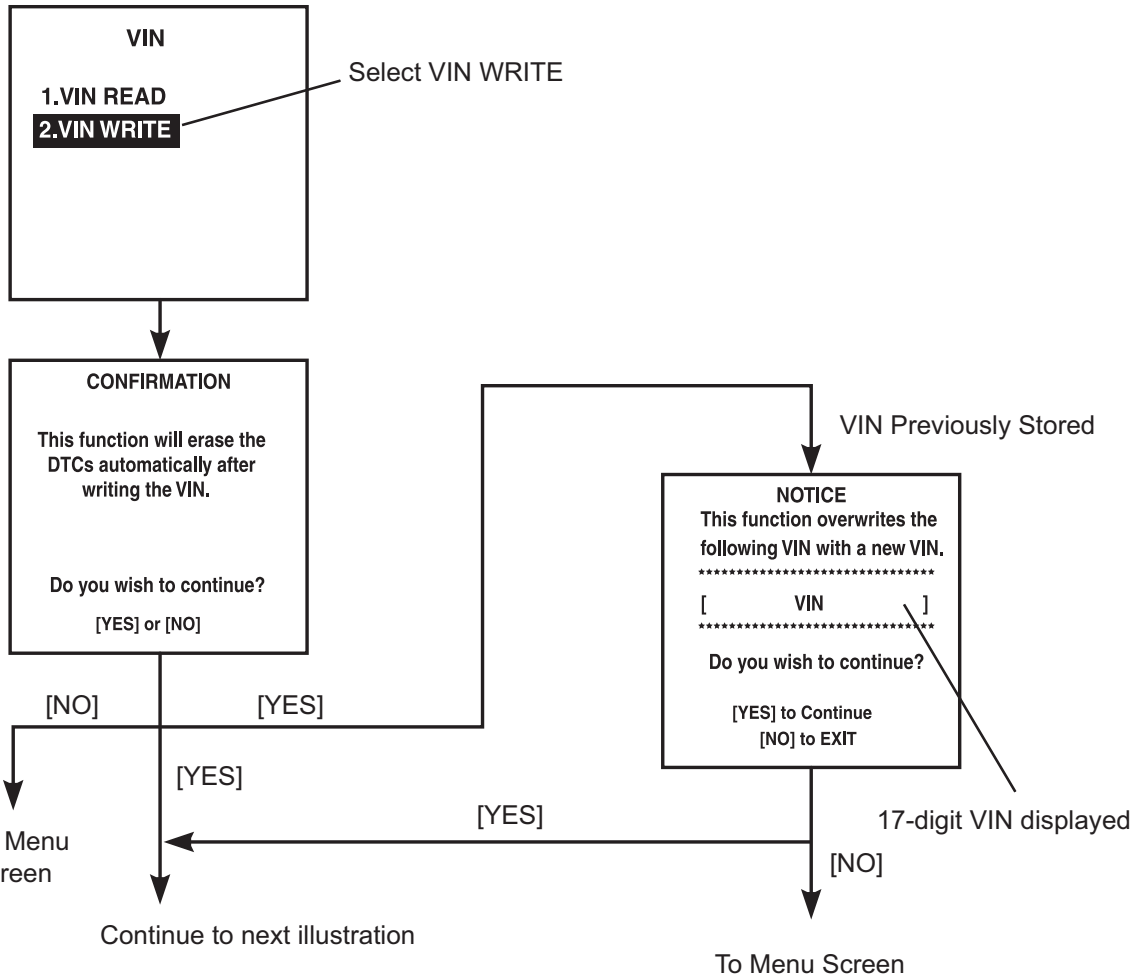 VIN
1.VIN READ
2.VIN WRITE
Select VIN WRITE
CONFIRMATION
This function will erase the
DTCs automatically after
writing the VIN.
Do you wish to continue?
[YES] or [NO]
VIN Previously Stored
NOTICE
This function overwrites the
following VIN with a new VIN.
*******************************
[ VIN ]
*******************************
Do you wish to continue?
[YES] to Continue
[NO] to EXIT
17-digit VIN displayed
[NO]
[YES]
[YES]
[YES]
[NO]
Menu
reen
Continue to next illustration
To Menu Screen